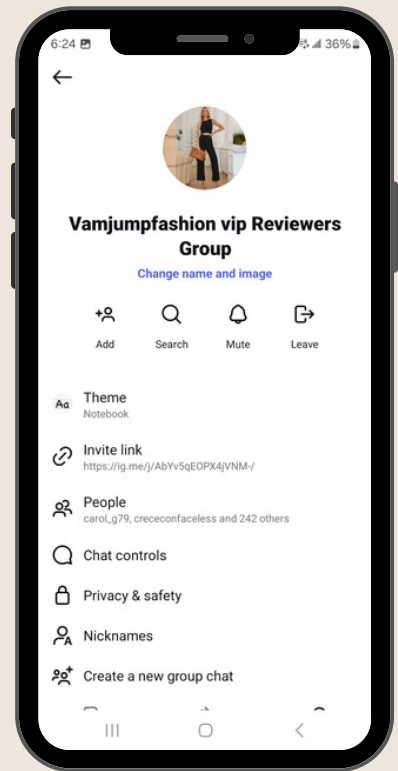 6:24
36%
Vamjumpfashion vip Reviewers
Group
Change name and image
Add Search Mute Leave
Aa Theme
Notebook
Invite link
https://ig.me/j/AbYv5qEOPX4jVNM-/
People
carol_g79, crececonfaceless and 242 others
Chat controls
Privacy & safety
Nicknames
Create a new group chat